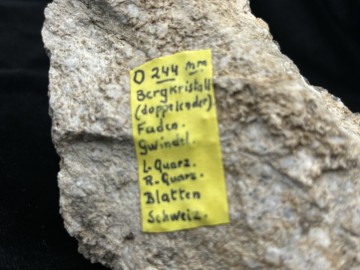 O 244 mm
Bergkristall
(doppelender)
Faden.
Gwindel.
L-Quarz.
R-Quarz.
Blatten
Schweiz.